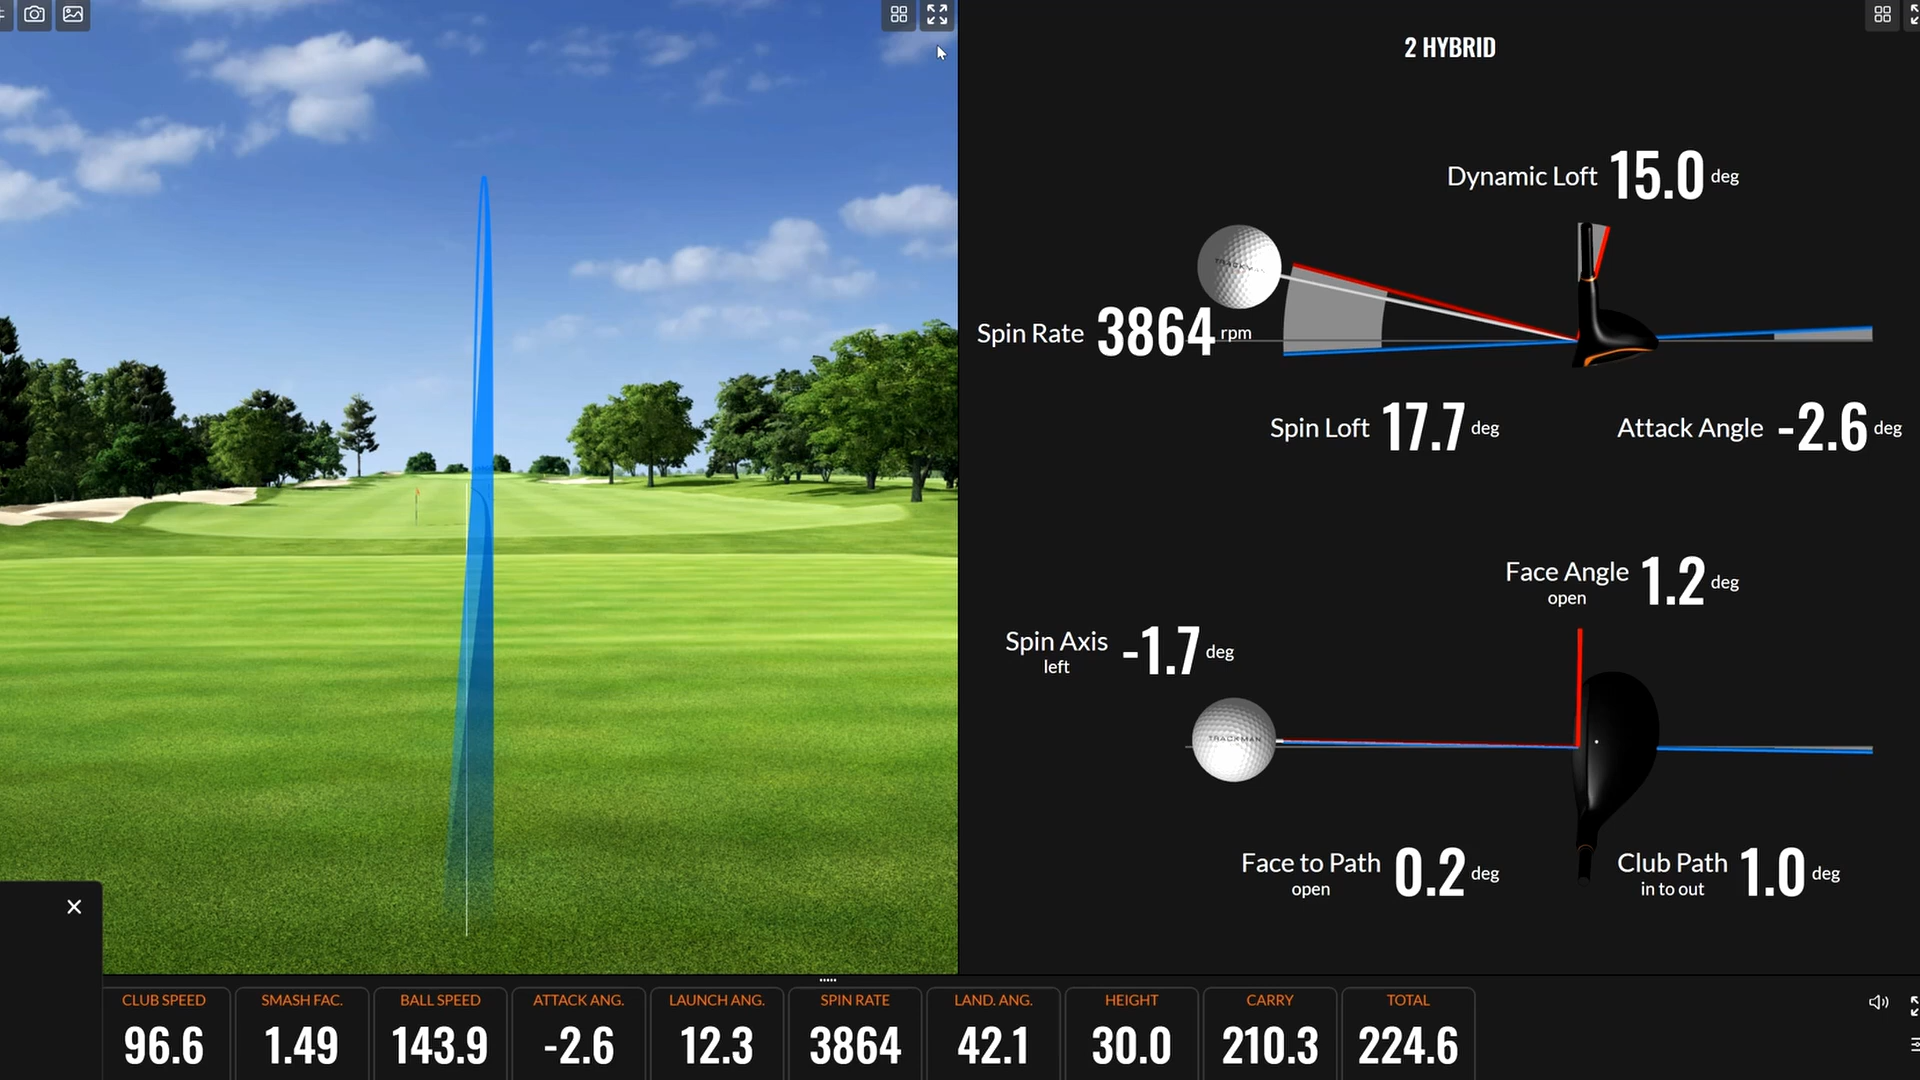 2 HYBRID
Dynamic Loft 15.0 deg
TRACKMAN
Spin Rate 3864 rpm
Spin Loft 17.7 deg
Attack Angle -2.6 deg
Face Angle 1.2 deg
open
Spin Axis -1.7 deg
left
TRACKMAN
Face to Path 0.2 deg
open
Club Path 1.0 deg
in to out
CLUB SPEED SMASH FAC. BALL SPEED ATTACK ANG. LAUNCH ANG. SPIN RATE LAND. ANG. HEIGHT CARRY TOTAL
96.6 1.49 143.9 -2.6 12.3 3864 42.1 30.0 210.3 224.6